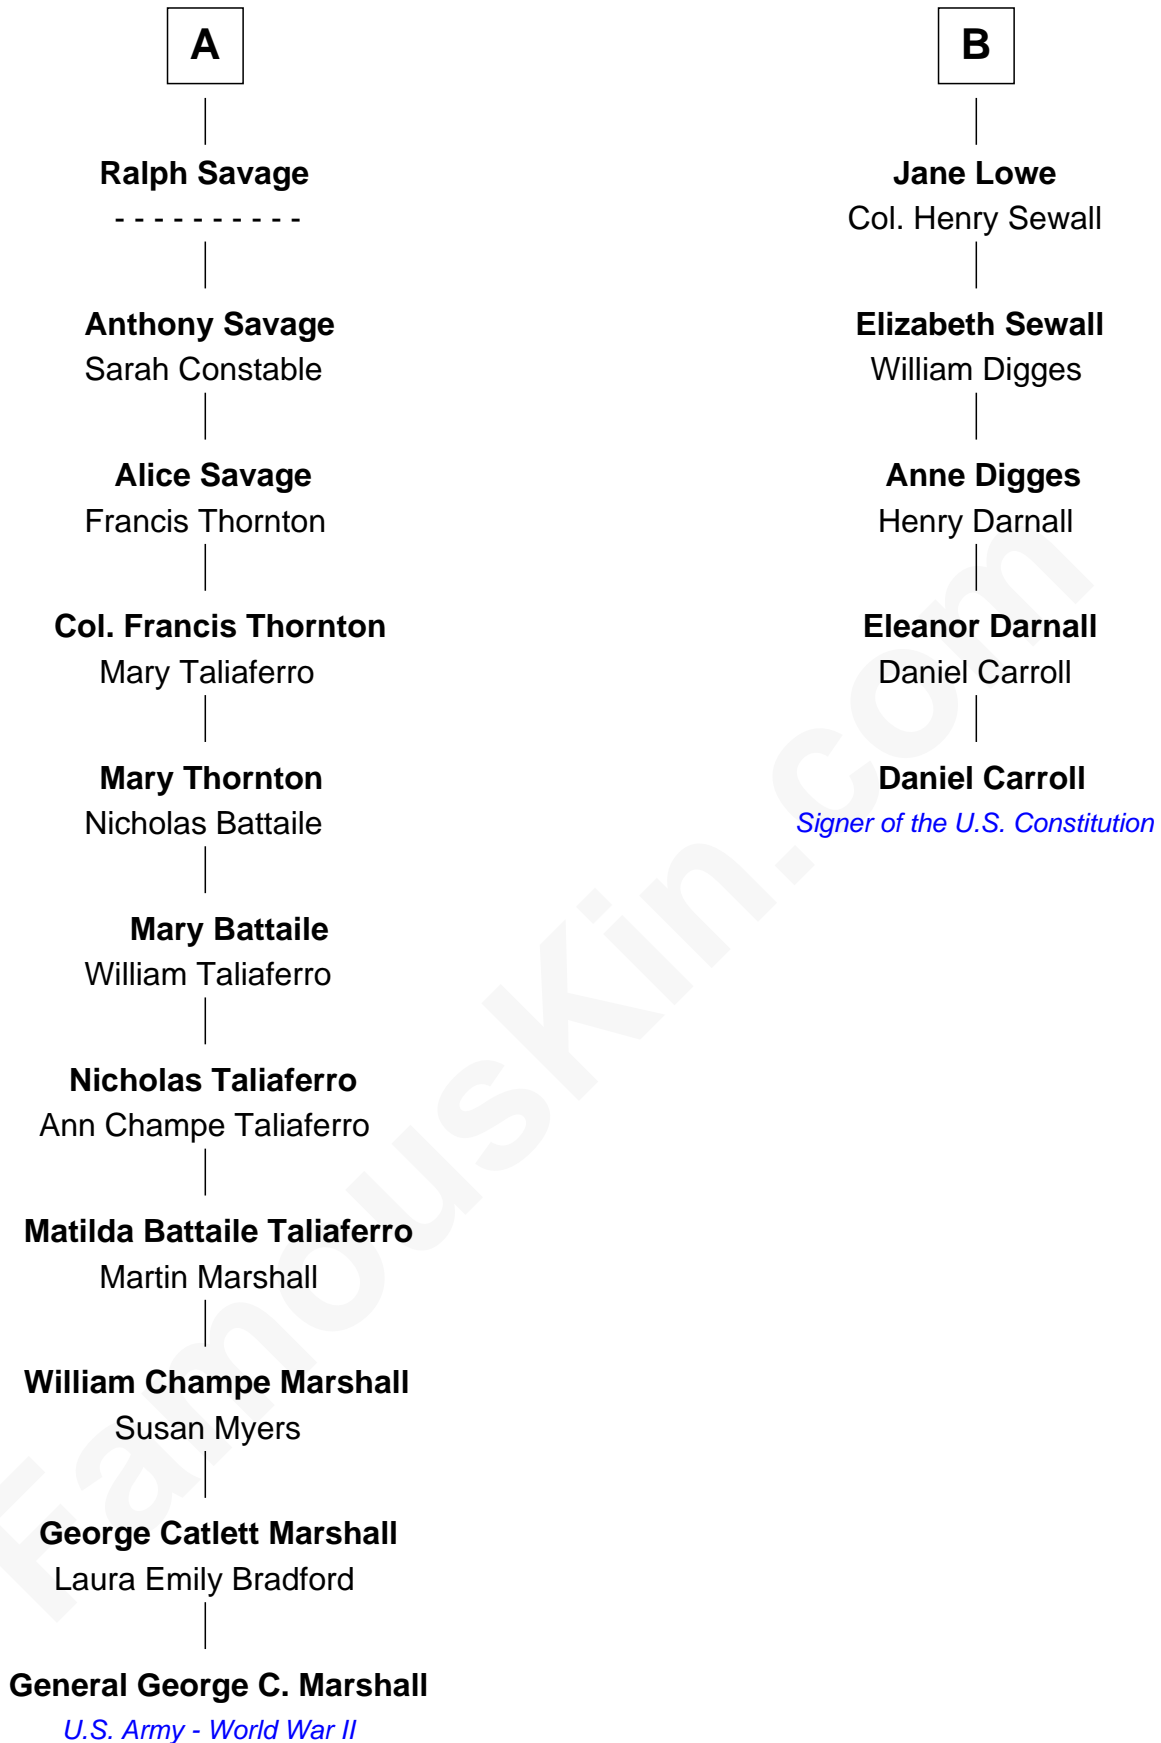 A
Ralph Savage
- - - - - - - - - -
Anthony Savage
Sarah Constable
Alice Savage
Francis Thornton
Col. Francis Thornton
Mary Taliaferro
Mary Thornton
Nicholas Battaile
Mary Battaile
William Taliaferro
Nicholas Taliaferro
Ann Champe Taliaferro
Matilda Battaile Taliaferro
Martin Marshall
William Champe Marshall
Susan Myers
George Catlett Marshall
Laura Emily Bradford
General George C. Marshall
U.S. Army - World War II
B
Jane Lowe
Col. Henry Sewall
Elizabeth Sewall
William Digges
Anne Digges
Henry Darnall
Eleanor Darnall
Daniel Carroll
Daniel Carroll
Signer of the U.S. Constitution
FamousKin.com